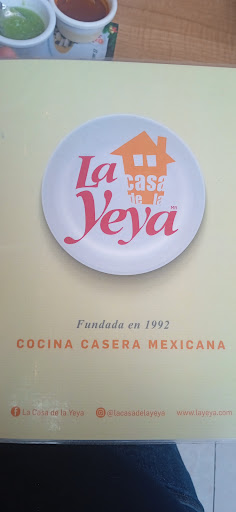 La
casa
de la
Yeya
MR
Fundada en 1992
COCINA CASERA MEXICANA
La Casa de la Yeya @lacasadelayeya www.layeya.com